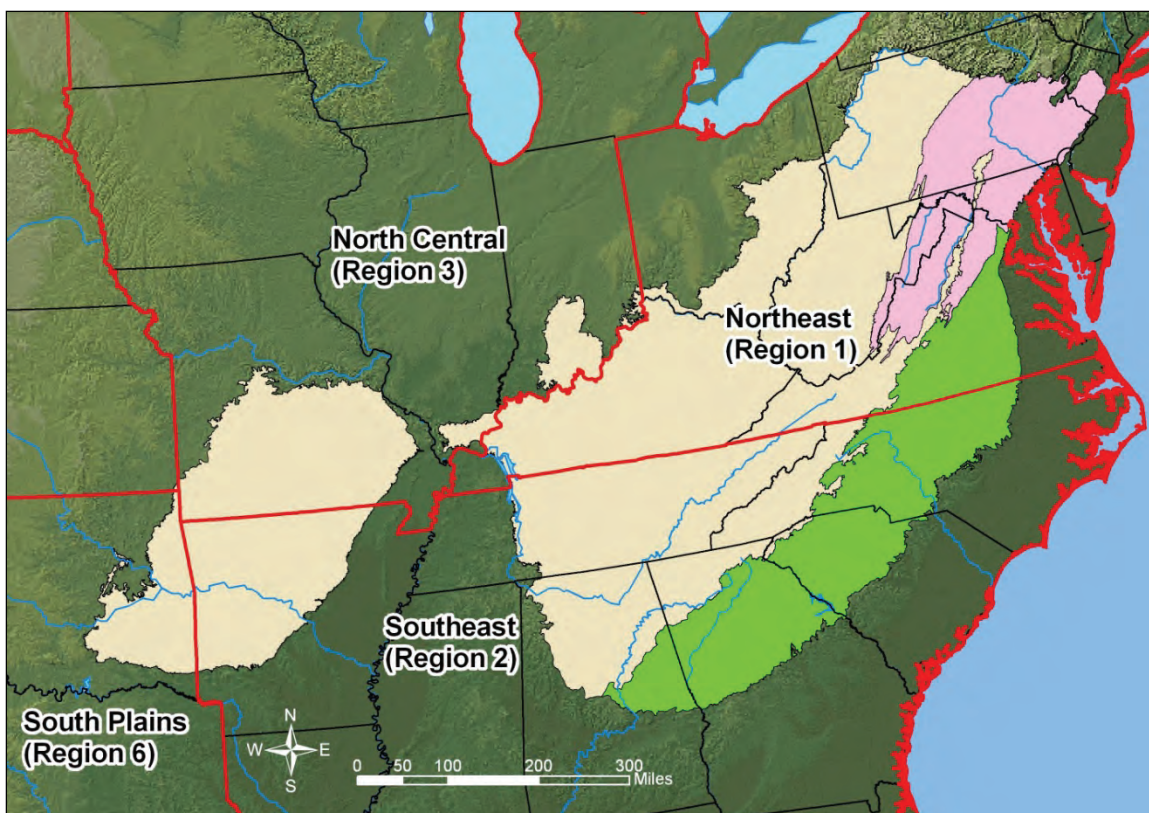 North Central
(Region 3)
Northeast
(Region 1)
Southeast
(Region 2)
South Plains
(Region 6)
N
W E
S
0 50 100 200 300
Miles